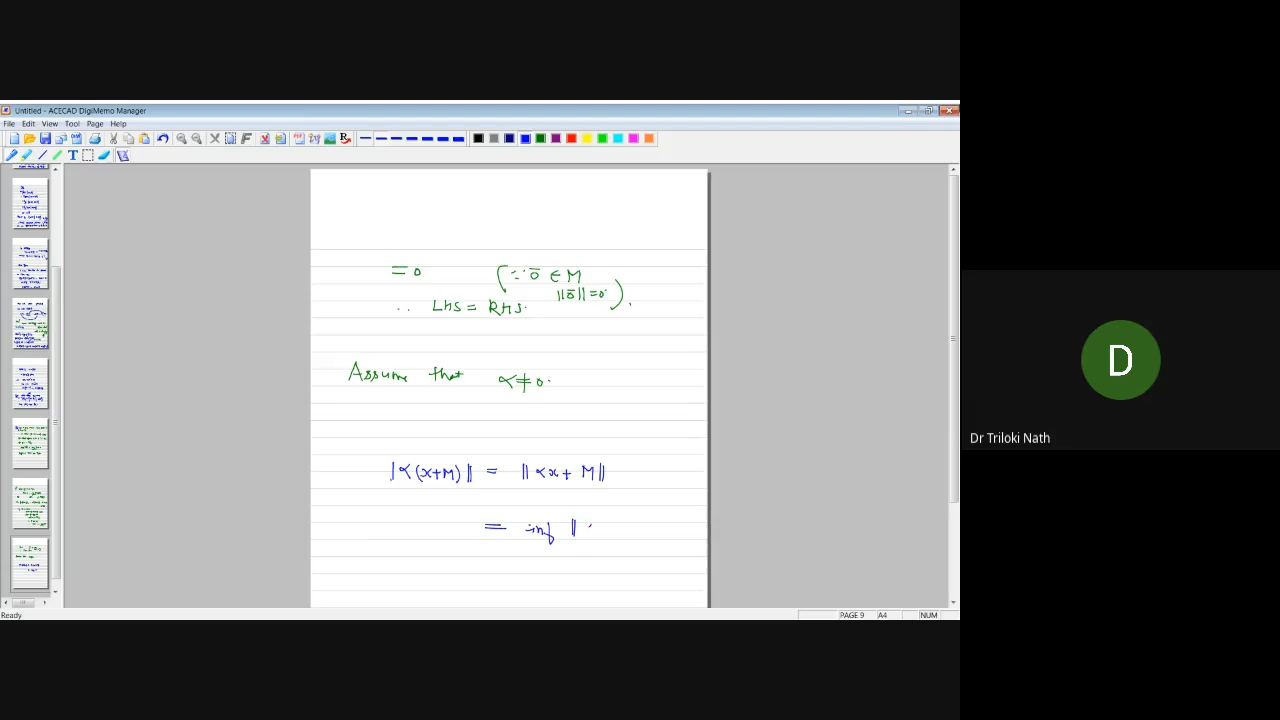 Untitled - ACECAD DigiMemo Manager
File Edit View Tool Page Help
= 0 (∵ 0̅ ∈ M
||0̅|| = 0)
∴ LHS = RHS.
Assume that α ≠ 0.
|α(x+M)|| = ||αx + M||
= inf ||
D
Dr Triloki Nath
Ready PAGE 9 A4 NUM